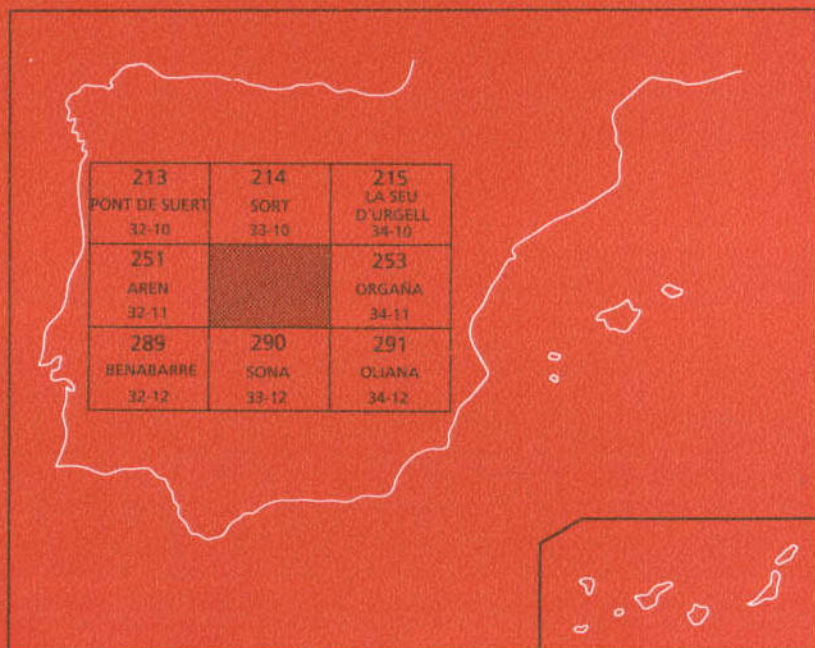 213
PONT DE SUERT
32-10
214
SORT
33-10
215
LA SEU
D'URGELL
34-10
251
AREN
32-11
253
ORGAÑA
34-11
289
BENABARRE
32-12
290
SONA
33-12
291
OLIANA
34-12